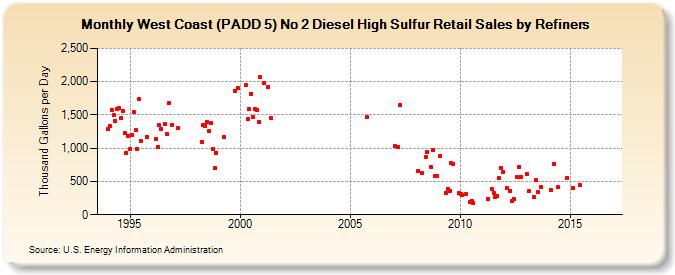 Monthly West Coast (PADD 5) No 2 Diesel High Sulfur Retail Sales by Refiners
Thousand Gallons per Day
2,500
2,000
1,500
1,000
500
0
1995 2000 2005 2010 2015
Source: U.S. Energy Information Administration